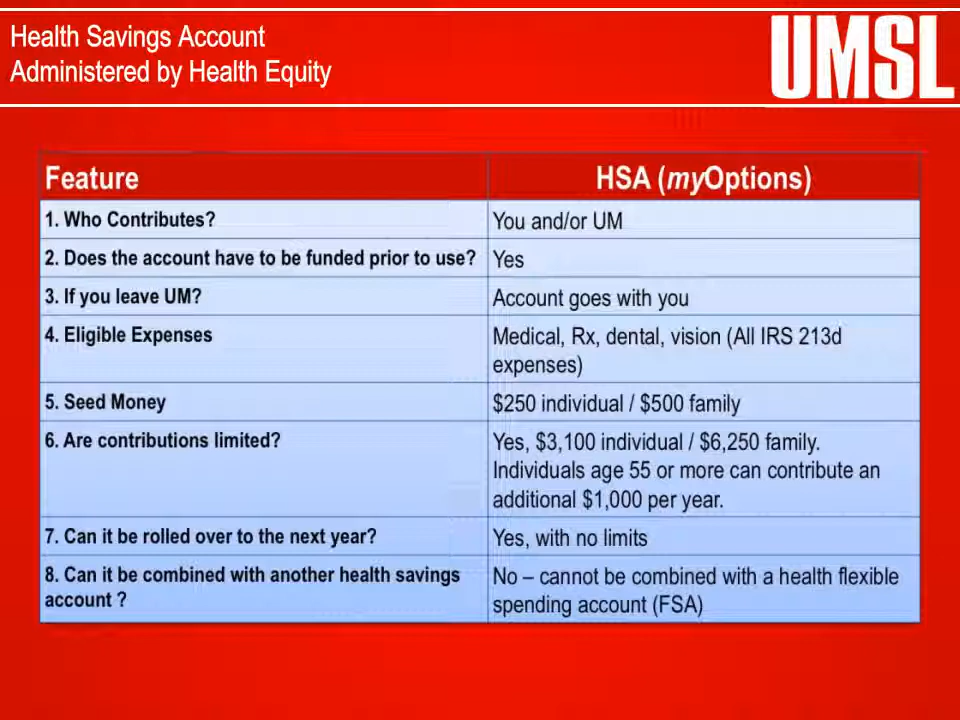 Health Savings Account
Administered by Health Equity
UMSL
Feature
HSA (myOptions)
1. Who Contributes?
You and/or UM
2. Does the account have to be funded prior to use?
Yes
3. If you leave UM?
Account goes with you
4. Eligible Expenses
Medical, Rx, dental, vision (All IRS 213d
expenses)
5. Seed Money
$250 individual / $500 family
6. Are contributions limited?
Yes, $3,100 individual / $6,250 family.
Individuals age 55 or more can contribute an
additional $1,000 per year.
7. Can it be rolled over to the next year?
Yes, with no limits
8. Can it be combined with another health savings
account ?
No – cannot be combined with a health flexible
spending account (FSA)